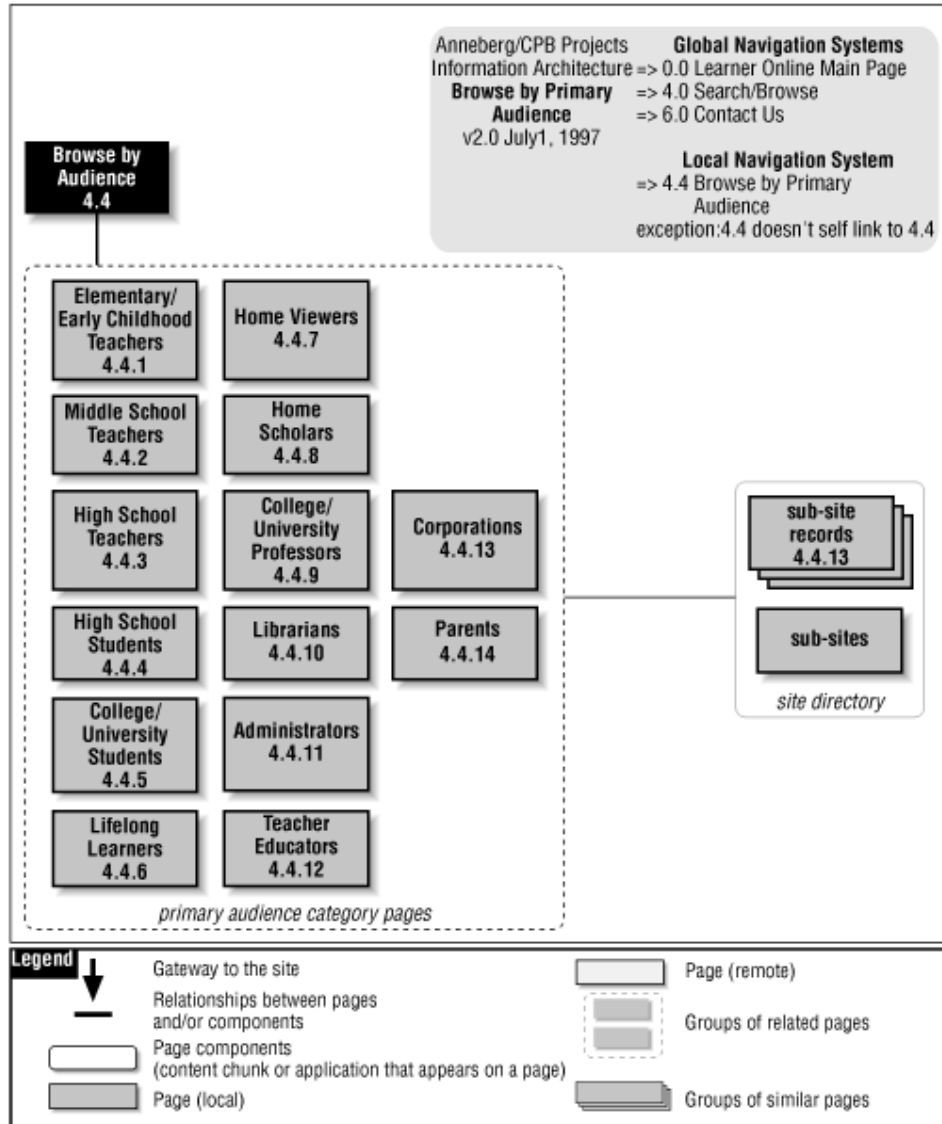 Anneberg/CPB Projects
Information Architecture
Browse by Primary
Audience
v2.0 July1, 1997
Global Navigation Systems
=> 0.0 Learner Online Main Page
=> 4.0 Search/Browse
=> 6.0 Contact Us
Local Navigation System
=> 4.4 Browse by Primary
Audience
exception:4.4 doesn't self link to 4.4
Browse by
Audience
4.4
Elementary/
Early Childhood
Teachers
4.4.1
Middle School
Teachers
4.4.2
High School
Teachers
4.4.3
High School
Students
4.4.4
College/
University
Students
4.4.5
Lifelong
Learners
4.4.6
Home Viewers
4.4.7
Home
Scholars
4.4.8
College/
University
Professors
4.4.9
Librarians
4.4.10
Administrators
4.4.11
Teacher
Educators
4.4.12
Corporations
4.4.13
Parents
4.4.14
primary audience category pages
sub-site
records
4.4.13
sub-sites
site directory
Legend
Gateway to the site
Relationships between pages
and/or components
Page components
(content chunk or application that appears on a page)
Page (local)
Page (remote)
Groups of related pages
Groups of similar pages